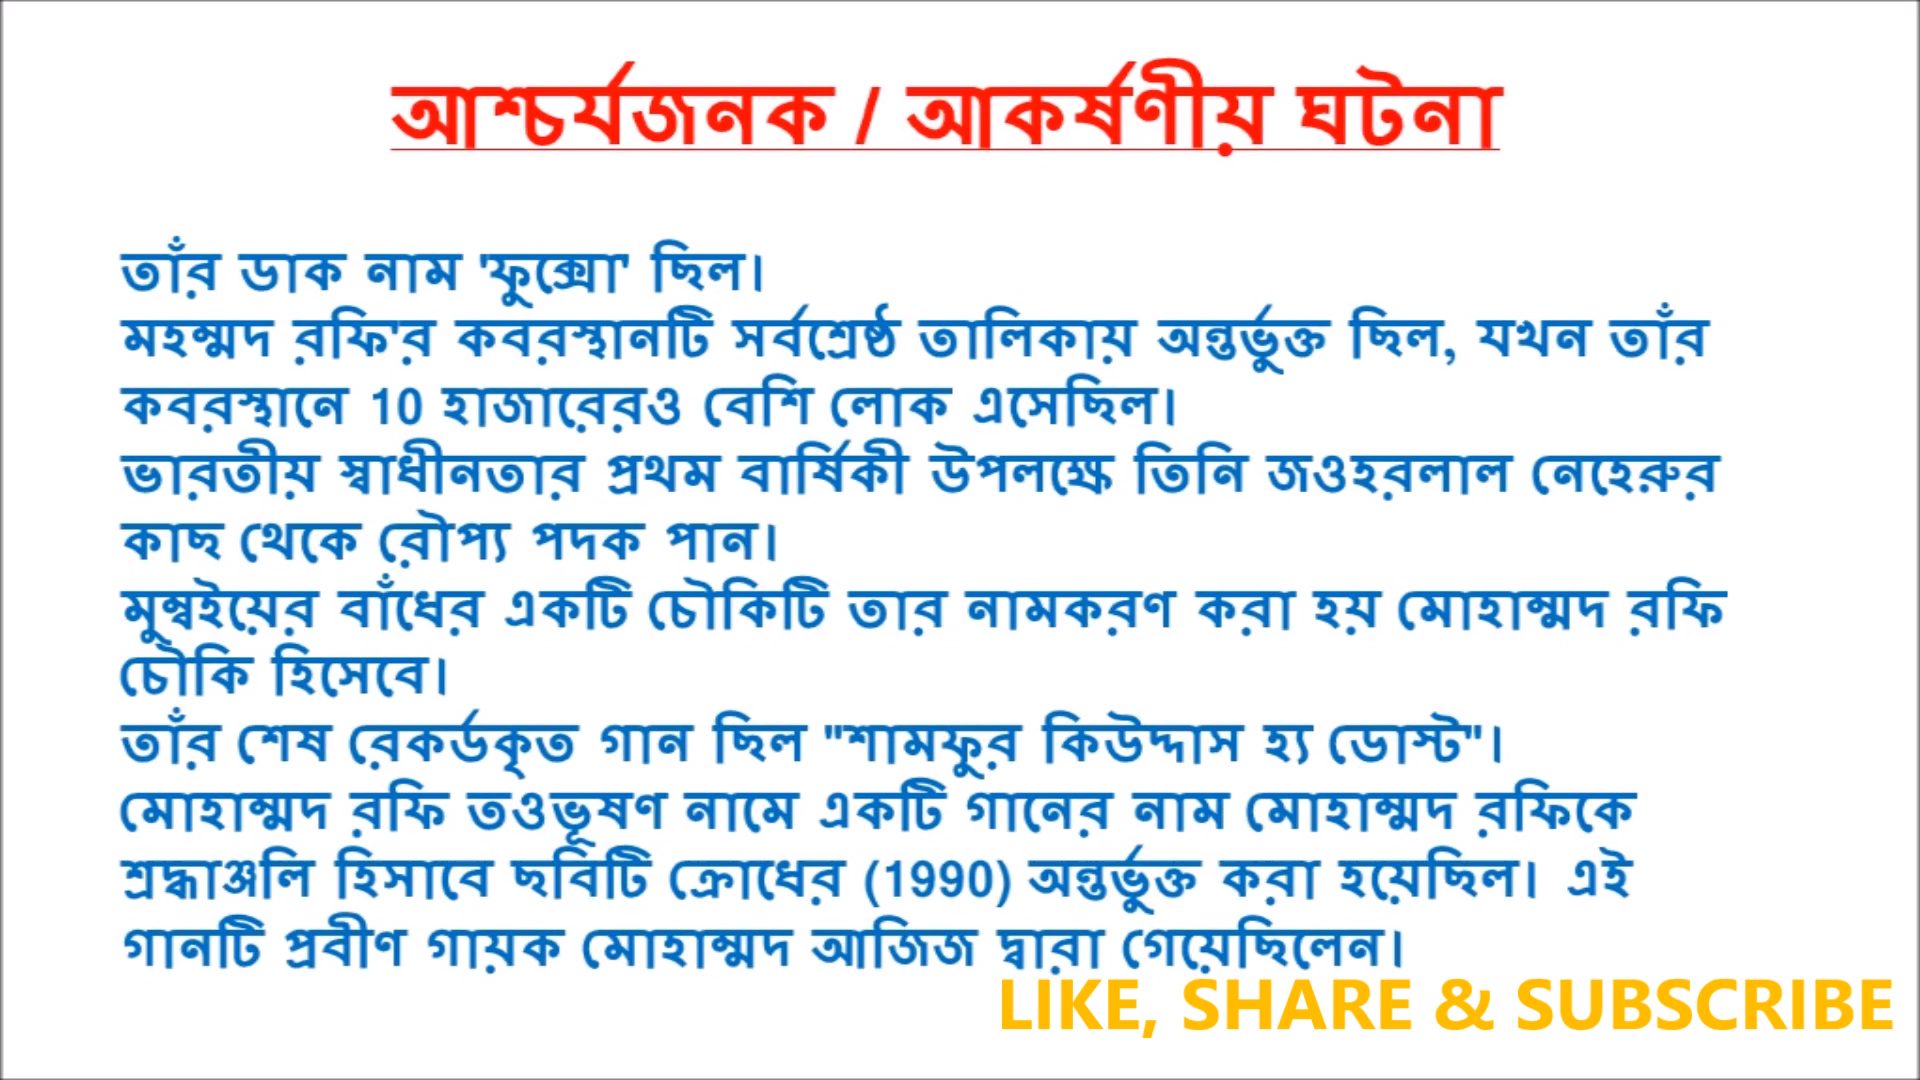 আশ্চর্যজনক / আকর্ষণীয় ঘটনা
তাঁর ডাক নাম 'ফুক্সো' ছিল।
মহম্মদ রফি'র কবরস্থানটি সর্বশ্রেষ্ঠ তালিকায় অন্তর্ভুক্ত ছিল, যখন তাঁর
কবরস্থানে 10 হাজারেরও বেশি লোক এসেছিল।
ভারতীয় স্বাধীনতার প্রথম বার্ষিকী উপলক্ষে তিনি জওহরলাল নেহেরুর
কাছ থেকে রৌপ্য পদক পান।
মুম্বইয়ের বাঁধের একটি চৌকিটি তার নামকরণ করা হয় মোহাম্মদ রফি
চৌকি হিসেবে।
তাঁর শেষ রেকর্ডকৃত গান ছিল "শামফুর কিউদ্দাস হ্য ডোস্ট"।
মোহাম্মদ রফি তওভূষণ নামে একটি গানের নাম মোহাম্মদ রফিকে
শ্রদ্ধাঞ্জলি হিসাবে ছবিটি ক্রোধের (1990) অন্তর্ভুক্ত করা হয়েছিল। এই
গানটি প্রবীণ গায়ক মোহাম্মদ আজিজ দ্বারা গেয়েছিলেন।
LIKE, SHARE & SUBSCRIBE